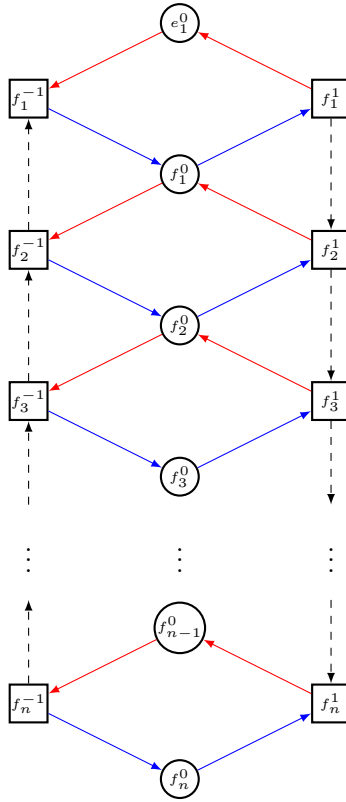 e_1^0
f_1^{-1} f_1^1
f_1^0
f_2^{-1} f_2^1
f_2^0
f_3^{-1} f_3^1
f_3^0
⋮ ⋮ ⋮
f_{n-1}^0
f_n^{-1} f_n^1
f_n^0